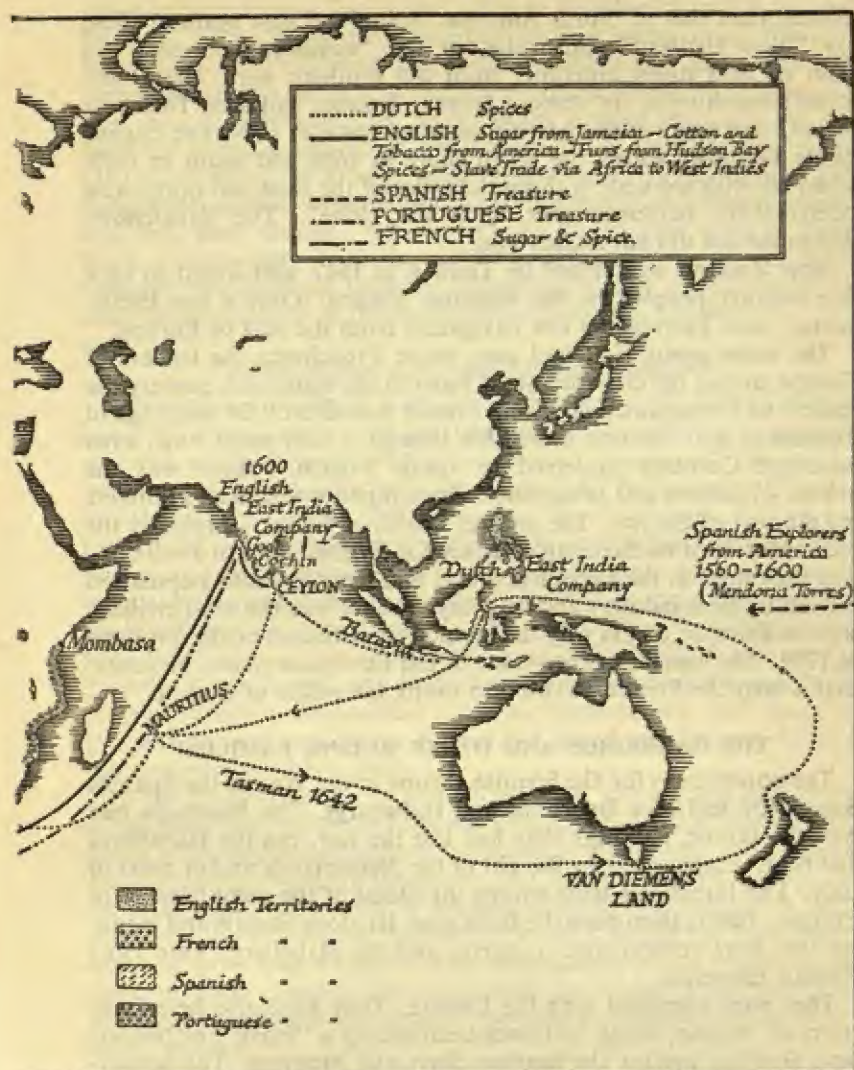 DUTCH Spices
ENGLISH Sugar from Jamaica – Cotton and
Tobacco from America – Furs from Hudson Bay
Spices – Slave Trade via Africa to West Indies
SPANISH Treasure
PORTUGUESE Treasure
FRENCH Sugar & Spice.
1600
English
East India
Company
Goa
Cochin
CEYLON
Dutch East India
Company
Spanish Explorers
from America
1560-1600
(Mendoria Torres)
Mombasa
Batavia
MAURITIUS
Tasman 1642
VAN DIEMENS
LAND
English Territories
French " "
Spanish " "
Portuguese " "